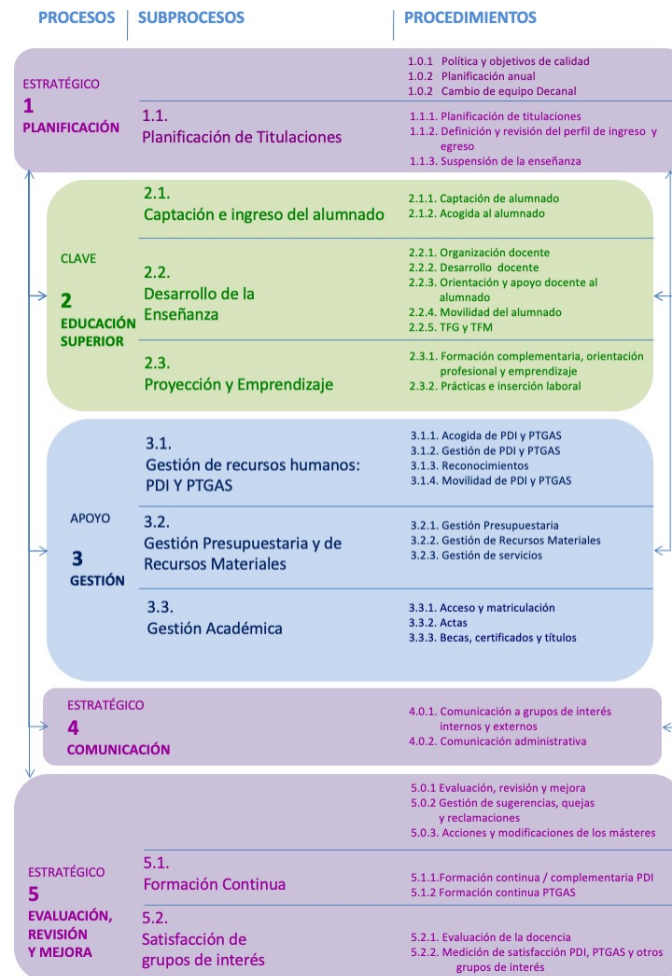 PROCESOS SUBPROCESOS PROCEDIMIENTOS
1.0.1 Política y objetivos de calidad
1.0.2 Planificación anual
1.0.2 Cambio de equipo Decanal
ESTRATÉGICO
1
PLANIFICACIÓN
1.1.
Planificación de Titulaciones
1.1.1. Planificación de titulaciones
1.1.2. Definición y revisión del perfil de ingreso y
egreso
1.1.3. Suspensión de la enseñanza
CLAVE
2
EDUCACIÓN
SUPERIOR
2.1.
Captación e ingreso del alumnado
2.1.1. Captación de alumnado
2.1.2. Acogida al alumnado
2.2.
Desarrollo de la
Enseñanza
2.2.1. Organización docente
2.2.2. Desarrollo docente
2.2.3. Orientación y apoyo docente al
alumnado
2.2.4. Movilidad del alumnado
2.2.5. TFG y TFM
2.3.
Proyección y Emprendizaje
2.3.1. Formación complementaria, orientación
profesional y emprendizaje
2.3.2. Prácticas e inserción laboral
APOYO
3
GESTIÓN
3.1.
Gestión de recursos humanos:
PDI Y PTGAS
3.1.1. Acogida de PDI y PTGAS
3.1.2. Gestión de PDI y PTGAS
3.1.3. Reconocimientos
3.1.4. Movilidad de PDI y PTGAS
3.2.
Gestión Presupuestaria y de
Recursos Materiales
3.2.1. Gestión Presupuestaria
3.2.2. Gestión de Recursos Materiales
3.2.3. Gestión de servicios
3.3.
Gestión Académica
3.3.1. Acceso y matriculación
3.3.2. Actas
3.3.3. Becas, certificados y títulos
ESTRATÉGICO
4
COMUNICACIÓN
4.0.1. Comunicación a grupos de interés
internos y externos
4.0.2. Comunicación administrativa
5.0.1 Evaluación, revisión y mejora
5.0.2 Gestión de sugerencias, quejas
y reclamaciones
5.0.3. Acciones y modificaciones de los másteres
ESTRATÉGICO
5
EVALUACIÓN,
REVISIÓN
Y MEJORA
5.1.
Formación Continua
5.1.1.Formación continua / complementaria PDI
5.1.2 Formación continua PTGAS
5.2.
Satisfacción de
grupos de interés
5.2.1. Evaluación de la docencia
5.2.2. Medición de satisfacción PDI, PTGAS y otros
grupos de interés